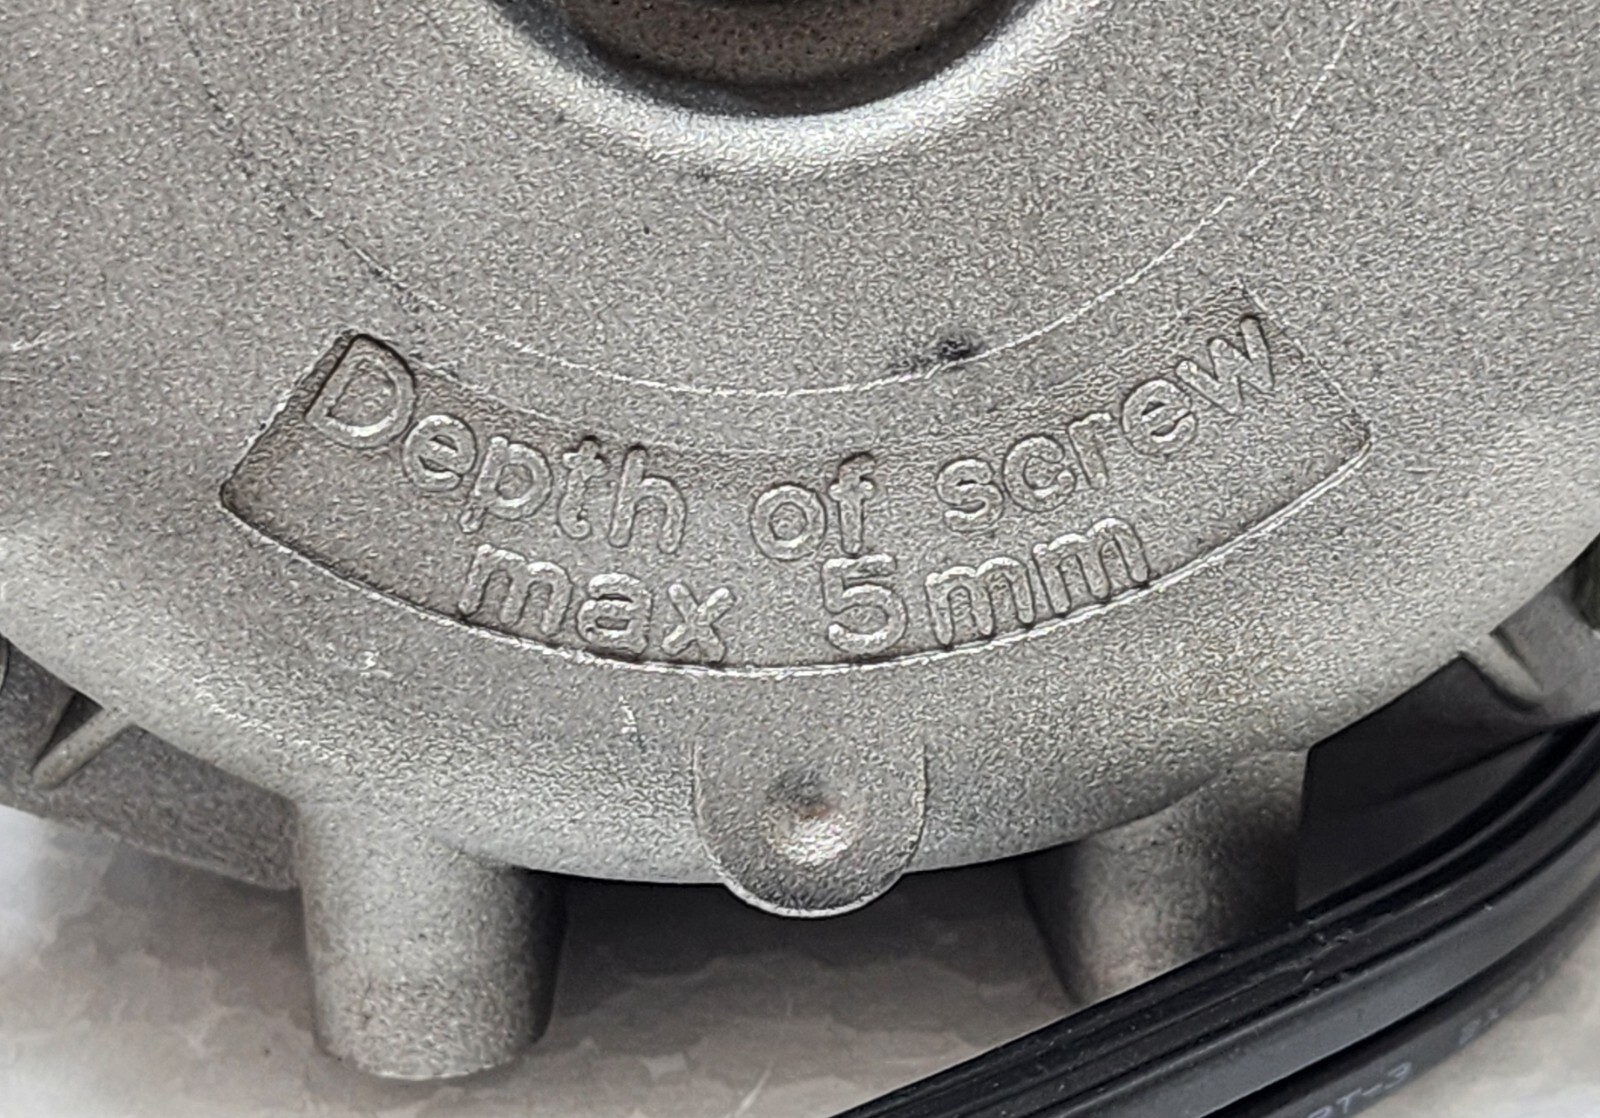 Depth of screw
max 5mm